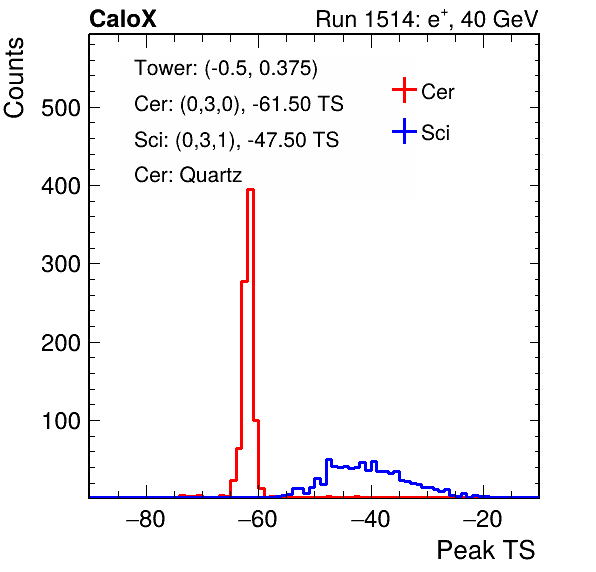 CaloX Run 1514: e⁺, 40 GeV
Counts
Tower: (-0.5, 0.375)
Cer: (0,3,0), -61.50 TS
Sci: (0,3,1), -47.50 TS
Cer: Quartz
Cer
Sci
500
400
300
200
100
−80 −60 −40 −20
Peak TS